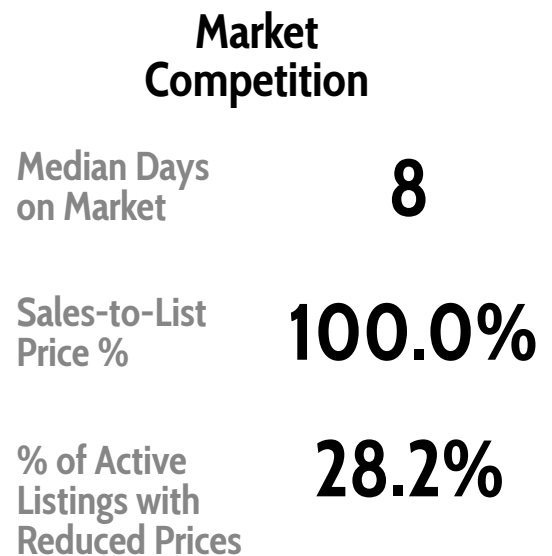 Market
Competition
Median Days
on Market
8
Sales-to-List
Price %
100.0%
% of Active
Listings with
Reduced Prices
28.2%